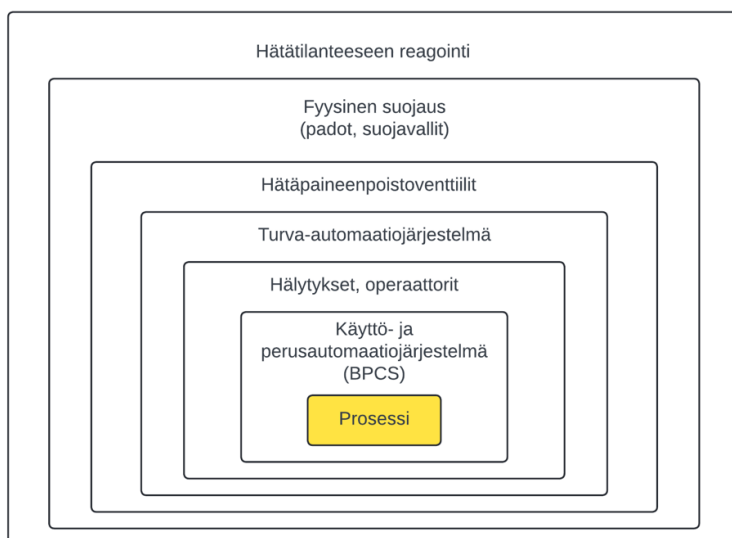 Hätätilanteeseen reagointi
Fyysinen suojaus
(padot, suojavallit)
Hätäpaineenpoistoventtiilit
Turva-automaatiojärjestelmä
Hälytykset, operaattorit
Käyttö- ja
perusautomaatiojärjestelmä
(BPCS)
Prosessi